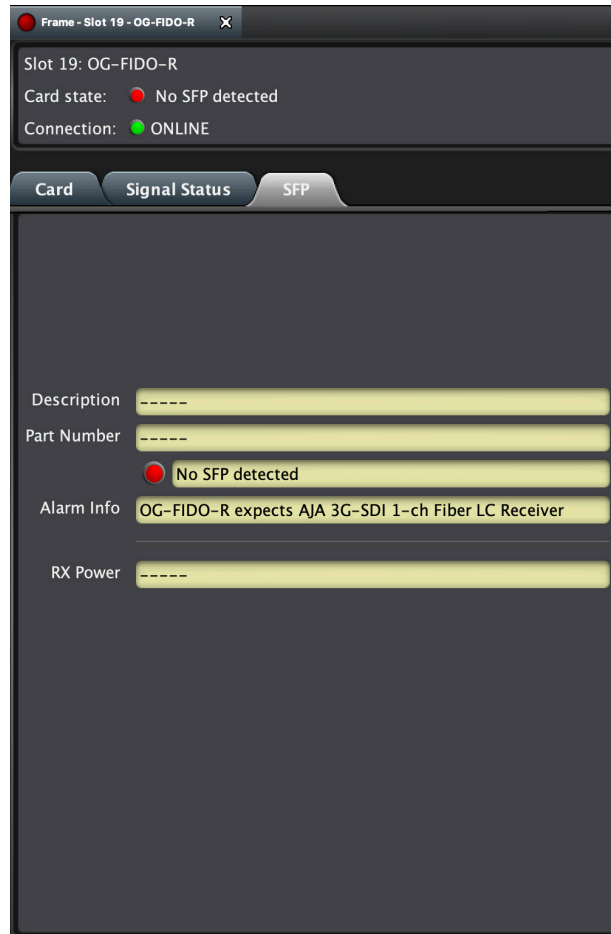 Frame - Slot 19 - OG-FIDO-R X
Slot 19: OG-FIDO-R
Card state: No SFP detected
Connection: ONLINE
Card Signal Status SFP
Description -----
Part Number -----
No SFP detected
Alarm Info OG-FIDO-R expects AJA 3G-SDI 1-ch Fiber LC Receiver
RX Power -----